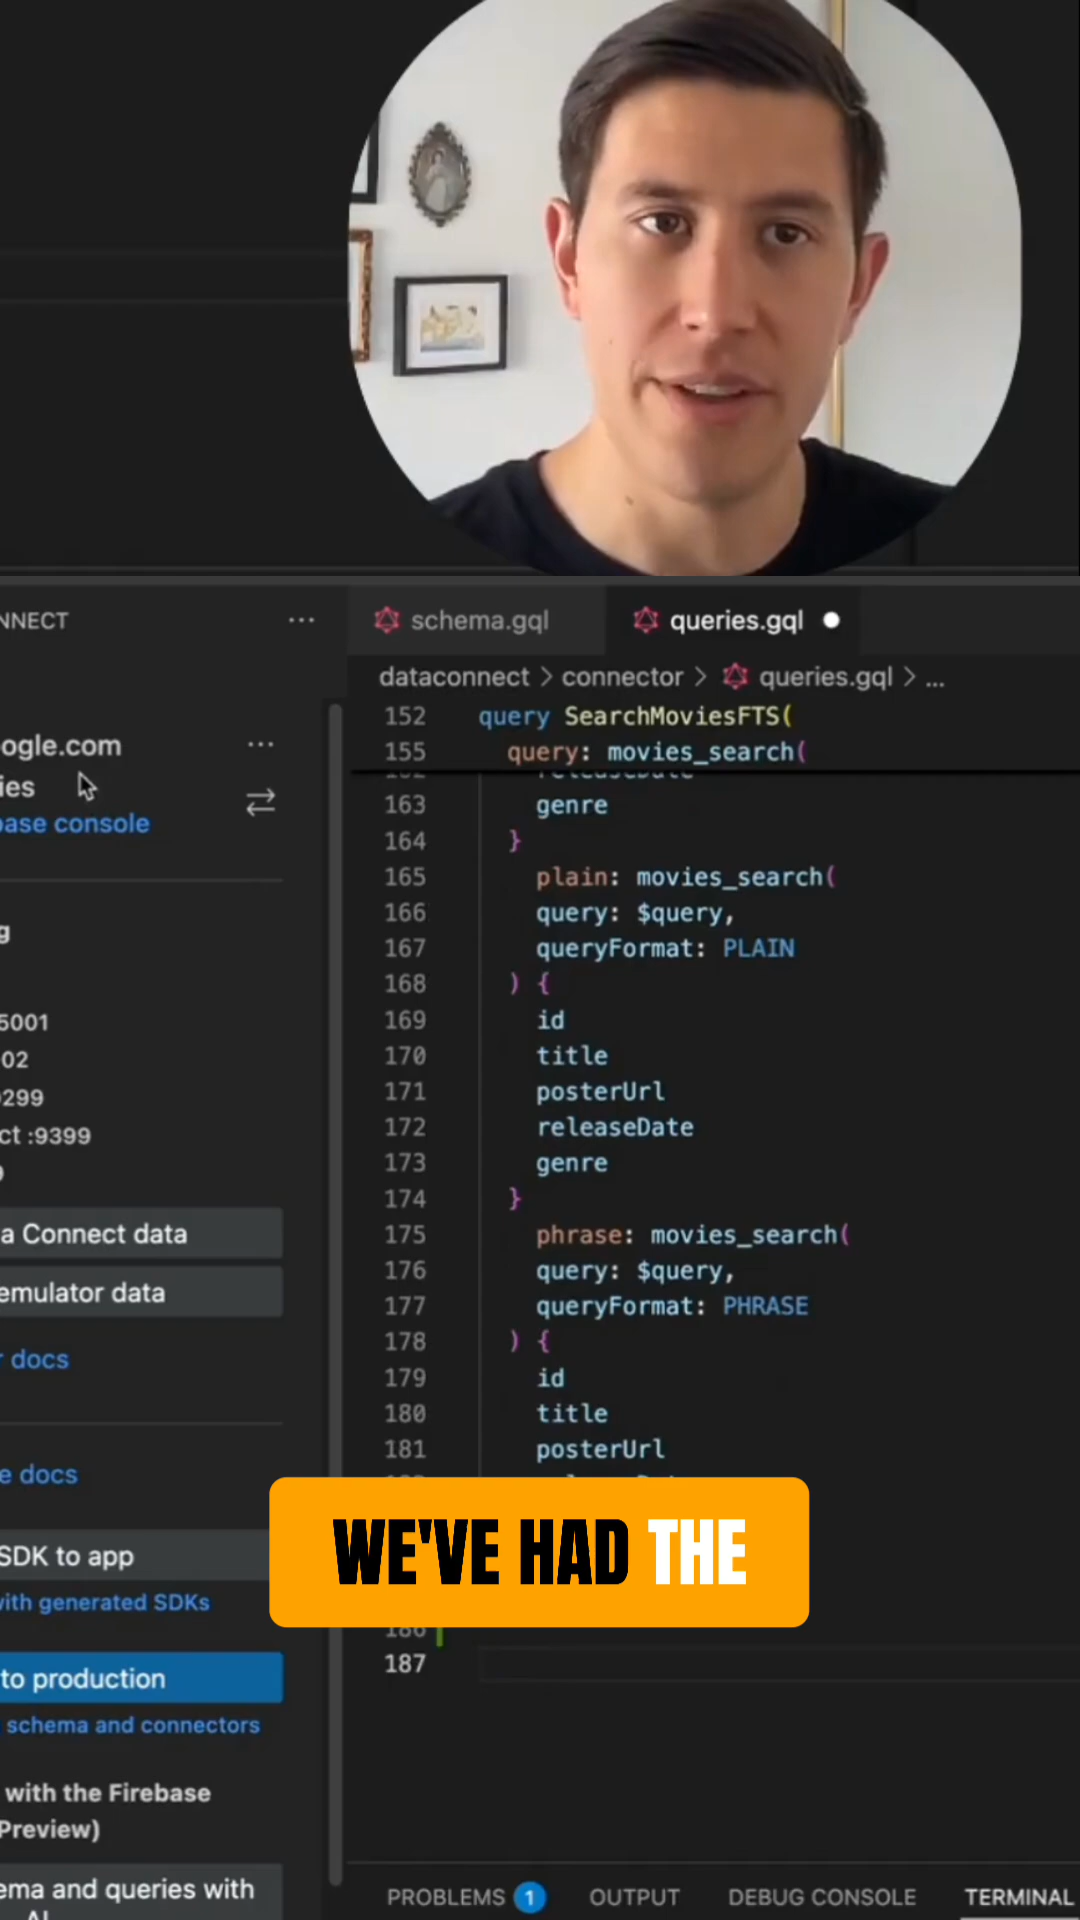 NNECT
...
schema.gql
queries.gql
dataconnect > connector > queries.gql > ...
ogle.com
...
ies
base console
g
5001
02
299
ct :9399
a Connect data
emulator data
docs
e docs
SDK to app
with generated SDKs
to production
schema and connectors
with the Firebase
Preview)
ema and queries with
AI
152 query SearchMoviesFTS(
155 query: movies_search(
releaseDate
163 genre
164 }
165 plain: movies_search(
166 query: $query,
167 queryFormat: PLAIN
168 ) {
169 id
170 title
171 posterUrl
172 releaseDate
173 genre
174 }
175 phrase: movies_search(
176 query: $query,
177 queryFormat: PHRASE
178 ) {
179 id
180 title
181 posterUrl
WE'VE HAD THE
186
187
PROBLEMS 1 OUTPUT DEBUG CONSOLE TERMINAL